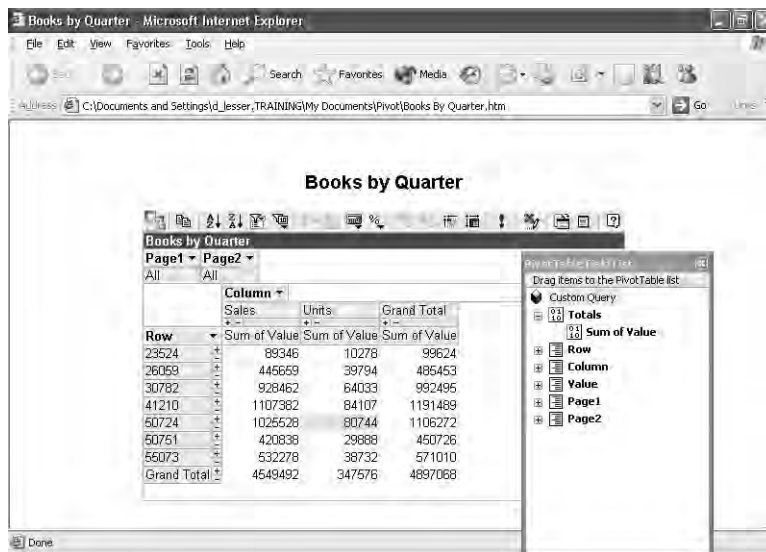 Books by Quarter - Microsoft Internet Explorer
File Edit View Favorites Tools Help
Search Favorites Media
Address C:\Documents and Settings\d_lesser.TRAINING\My Documents\Pivot\Books By Quarter.htm Go Links
Books by Quarter
Books by Quarter
Page1 Page2
All All
Column
Sales Units Grand Total
+ - + - + -
Row Sum of Value Sum of Value Sum of Value
23524 89346 10278 99624
26059 445659 39794 485453
30782 928462 64033 992495
41210 1107382 84107 1191489
50724 1025528 80744 1106272
50751 420838 29888 450726
55073 532278 38732 571010
Grand Total 4549492 347576 4897068
PivotTable Field List
Drag items to the PivotTable list
Custom Query
Totals
Sum of Value
Row
Column
Value
Page1
Page2
Done